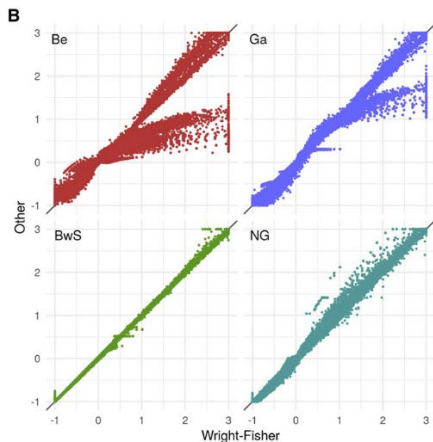 B
3 Be Ga
2
1
0
-1
Other
3 BwS NG
2
1
0
-1
-1 0 1 2 3 -1 0 1 2 3
Wright-Fisher